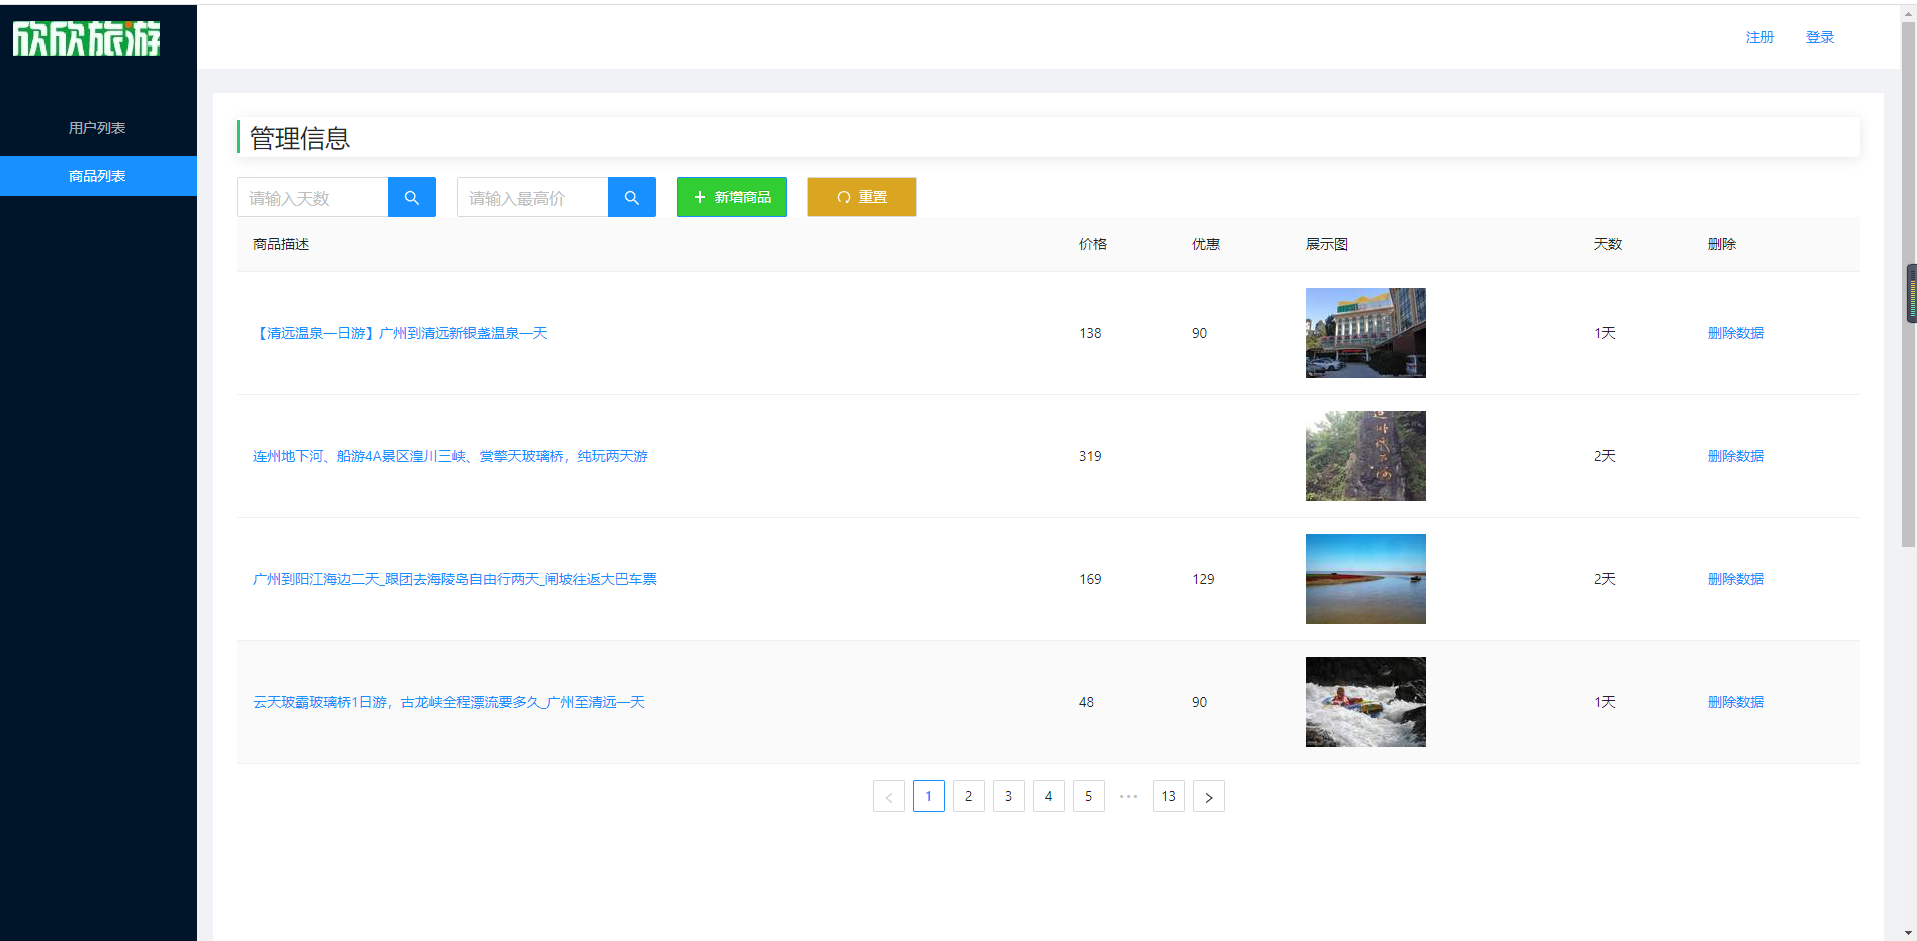 欣欣旅游
注册 登录
用户列表
商品列表
管理信息
请输入天数 请输入最高价 新增商品 重置
商品描述 价格 优惠 展示图 天数 删除
【清远温泉一日游】广州到清远新银盏温泉一天 138 90 1天 删除数据
连州地下河、船游4A景区湟川三峡、赏擎天玻璃桥，纯玩两天游 319 2天 删除数据
广州到阳江海边二天_跟团去海陵岛自由行两天_闸坡往返大巴车票 169 129 2天 删除数据
云天玻霸玻璃桥1日游，古龙峡全程漂流要多久_广州至清远一天 48 90 1天 删除数据
< 1 2 3 4 5 ••• 13 >